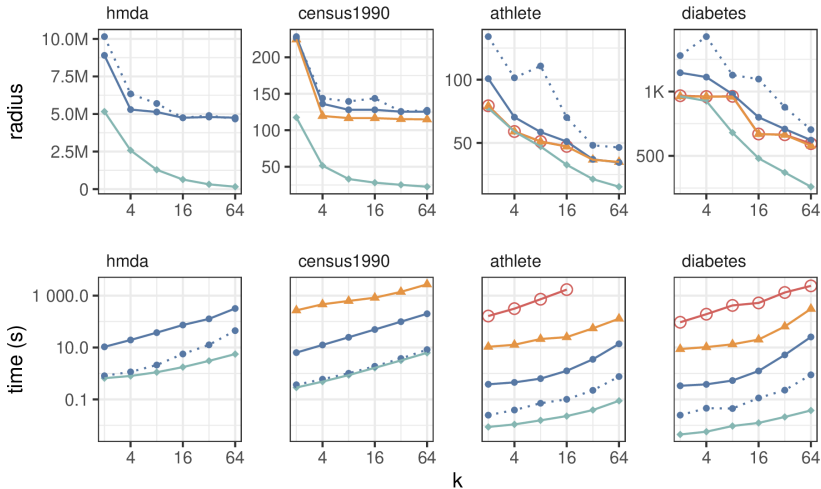 hmda census1990 athlete diabetes
radius
10.0M
7.5M
5.0M
2.5M
0
200
150
100
50
100
50
1K
500
4 16 64 4 16 64 4 16 64 4 16 64
hmda census1990 athlete diabetes
time (s)
1 000.0
10.0
0.1
4 16 64 4 16 64 4 16 64 4 16 64
k